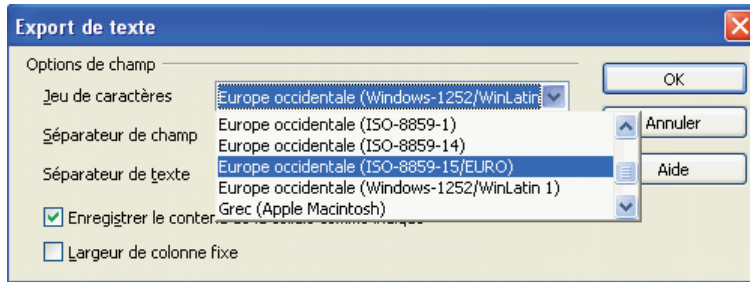 Export de texte
Options de champ
Jeu de caractères
Europe occidentale (Windows-1252/WinLatin
OK
Séparateur de champ
Europe occidentale (ISO-8859-1)
Annuler
Europe occidentale (ISO-8859-14)
Séparateur de texte
Europe occidentale (ISO-8859-15/EURO)
Aide
Europe occidentale (Windows-1252/WinLatin 1)
Grec (Apple Macintosh)
Enregistrer le conten
Largeur de colonne fixe